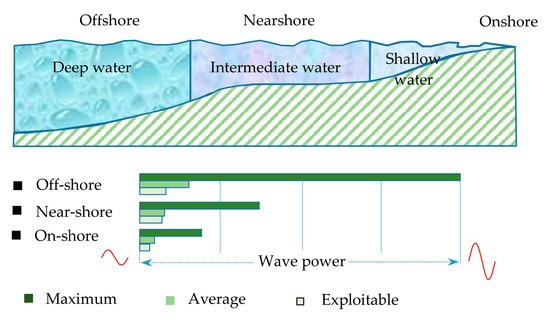 Offshore
Nearshore
Onshore
Deep water
Intermediate water
Shallow
water
Off-shore
Near-shore
On-shore
Wave power
Maximum
Average
Exploitable